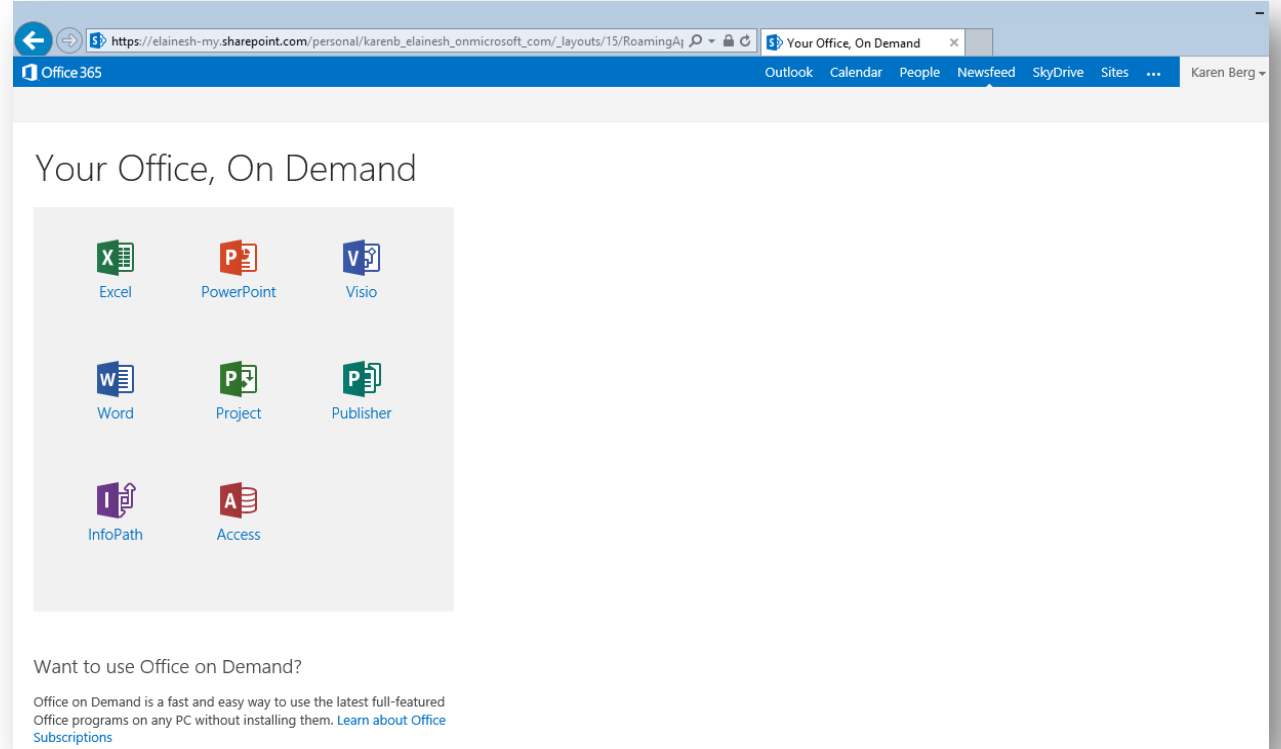 https://elainesh-my.sharepoint.com/personal/karenb_elainesh_onmicrosoft_com/_layouts/15/RoamingA
Your Office, On Demand
Office 365
Outlook Calendar People Newsfeed SkyDrive Sites ... Karen Berg
Your Office, On Demand
Excel PowerPoint Visio
Word Project Publisher
InfoPath Access
Want to use Office on Demand?
Office on Demand is a fast and easy way to use the latest full-featured
Office programs on any PC without installing them. Learn about Office
Subscriptions